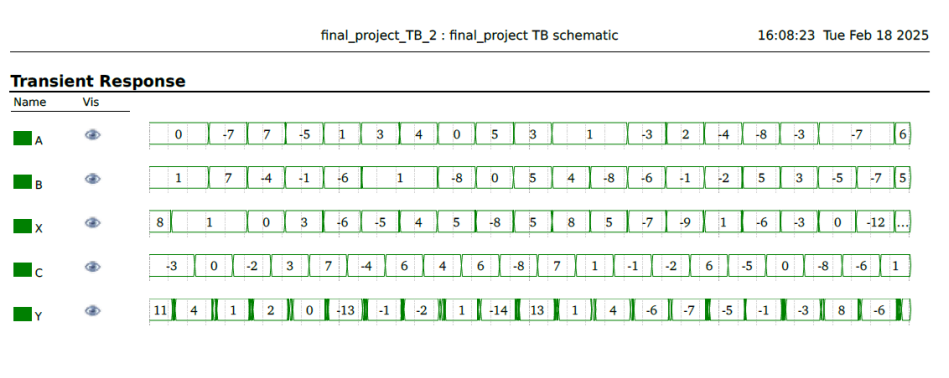 final_project_TB_2 : final_project TB schematic 16:08:23 Tue Feb 18 2025
Transient Response
Name Vis
A 0 -7 7 -5 1 3 4 0 5 3 1 -3 2 -4 -8 -3 -7 6
B 1 7 -4 -1 -6 1 -8 0 5 4 -8 -6 -1 -2 5 3 -5 -7 5
X 8 1 0 3 -6 -5 4 5 -8 5 8 5 -7 -9 1 -6 -3 0 -12 ...
C -3 0 -2 3 7 -4 6 4 6 -8 7 1 -1 -2 6 -5 0 -8 -6 1
Y 11 4 1 2 0 -13 -1 -2 1 -14 13 1 4 -6 -7 -5 -1 -3 8 -6